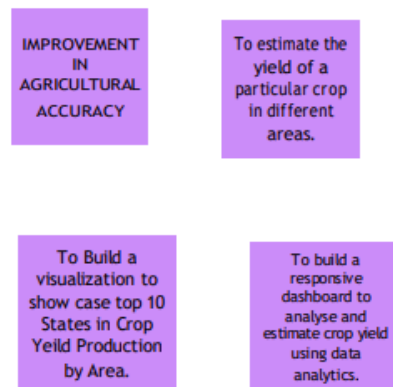 IMPROVEMENT
IN
AGRICULTURAL
ACCURACY
To estimate the
yield of a
particular crop
in different
areas.
To Build a
visualization to
show case top 10
States in Crop
Yeild Production
by Area.
To build a
responsive
dashboard to
analyse and
estimate crop yield
using data
analytics.